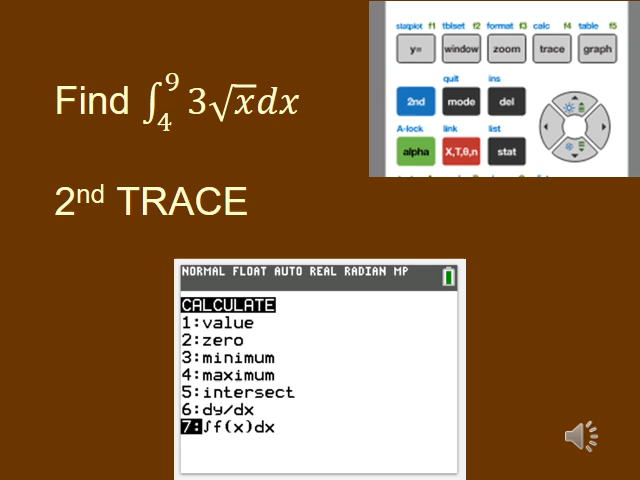 statplot f1 tblset f2 format f3 calc f4 table f5
y= window zoom trace graph
quit ins
2nd mode del
A-lock link list
alpha X,T,θ,n stat
Find ∫₄⁹ 3√x dx
2nd TRACE
NORMAL FLOAT AUTO REAL RADIAN MP
CALCULATE
1:value
2:zero
3:minimum
4:maximum
5:intersect
6:dy/dx
7:∫f(x)dx